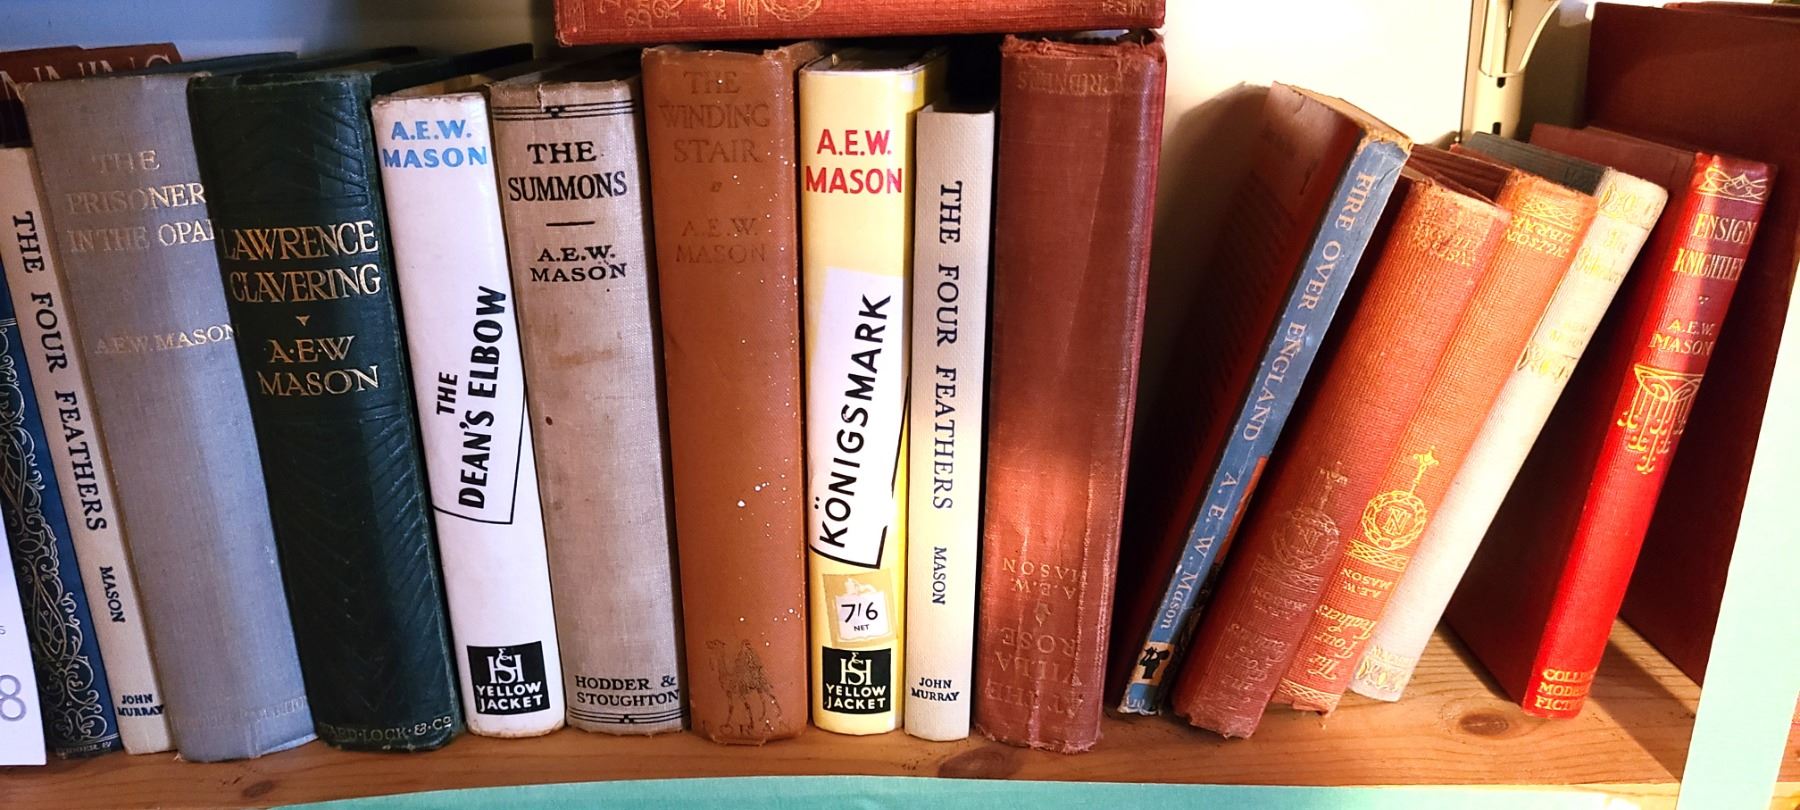 NNING
THE FOUR FEATHERS
MASON
JOHN
MURRAY
THE
PRISONER
IN THE OPAL
A.E.W. MASON
LAWRENCE
CLAVERING
A·E·W
MASON
WARD·LOCK·&·CO
A.E.W.
MASON
THE
DEAN'S ELBOW
YELLOW
JACKET
THE
SUMMONS
A.E.W.
MASON
HODDER &
STOUGHTON
THE
WINDING
STAIR
A.E.W.
MASON
A.E.W.
MASON
KÖNIGSMARK
7/6
NET
YELLOW
JACKET
THE FOUR FEATHERS
MASON
JOHN
MURRAY
SCRIBNERS
A.E.W.
MASON
AT THE
VILLA
ROSE
FIRE OVER ENGLAND
A.E.W. Mason
The
Four
Feathers
A.E.W.
MASON
N
ENSIGN
KNIGHTLEY
A.E.W.
MASON
COLLINS
MODERN
FICTION